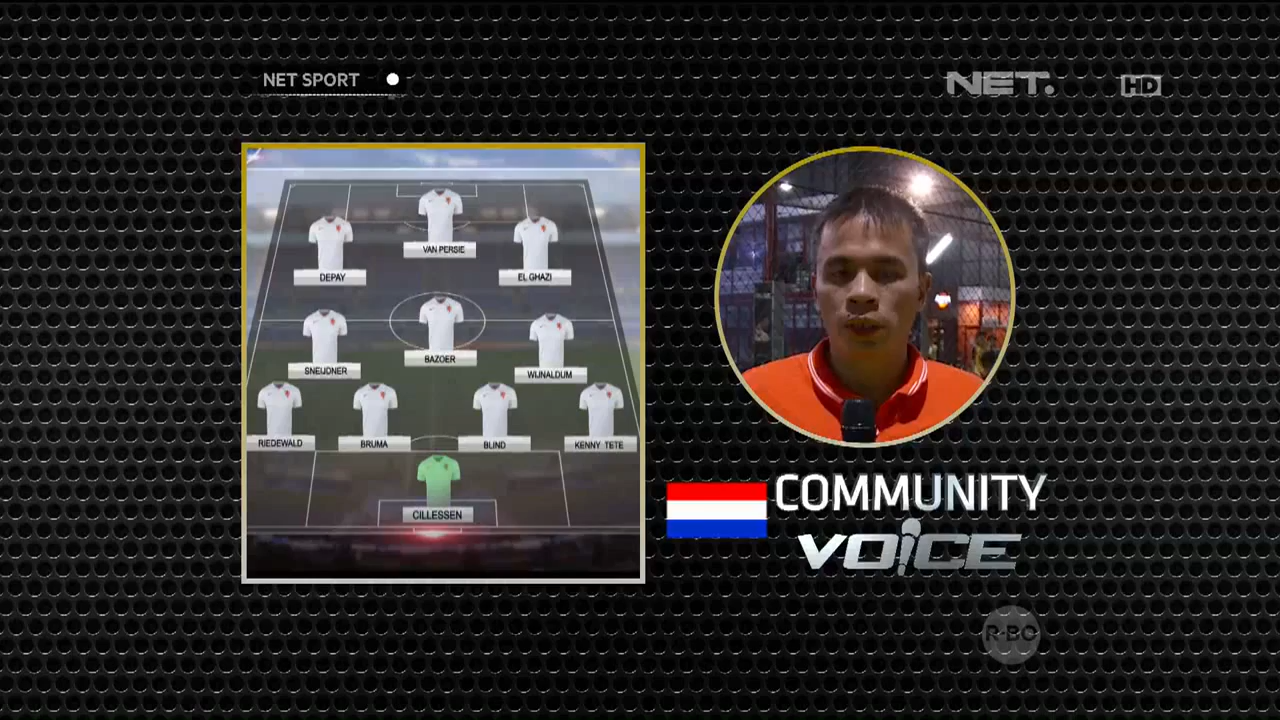 NET SPORT
NET.
HD
VAN PERSIE
DEPAY
EL GHAZI
BAZOER
SNEIJDNER
WIJNALDUM
RIEDEWALD
BRUMA
BLIND
KENNY TETE
CILLESSEN
COMMUNITY
VOICE
R-BO